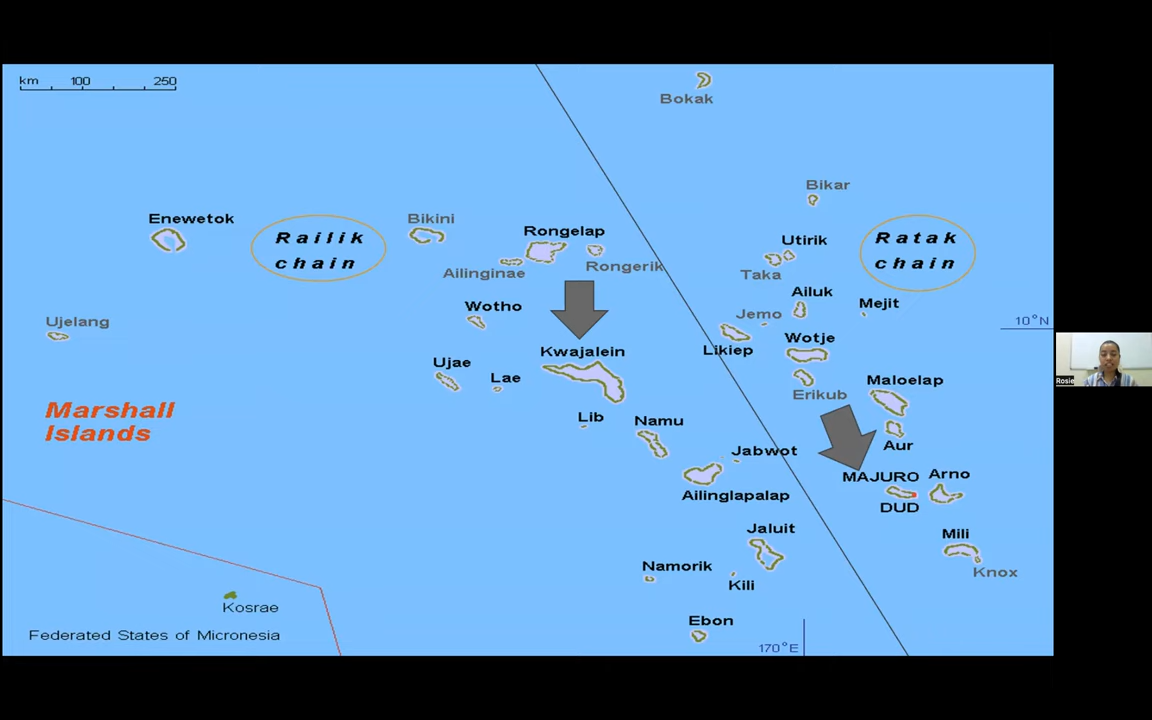 km 100 250
Bokak
Bikar
Enewetok
Railik
chain
Bikini
Rongelap
Ailinginae
Rongerik
Utirik
Taka
Ratak
chain
Ailuk
Mejit
Jemo
Ujelang
Wotho
Likiep
Wotje
10°N
Kwajalein
Ujae
Lae
Erikub
Maloelap
Rosie
Marshall
Islands
Lib
Namu
Aur
Jabwot
Ailinglapalap
MAJURO
Arno
DUD
Jaluit
Mili
Knox
Namorik
Kili
Kosrae
Ebon
Federated States of Micronesia
170°E